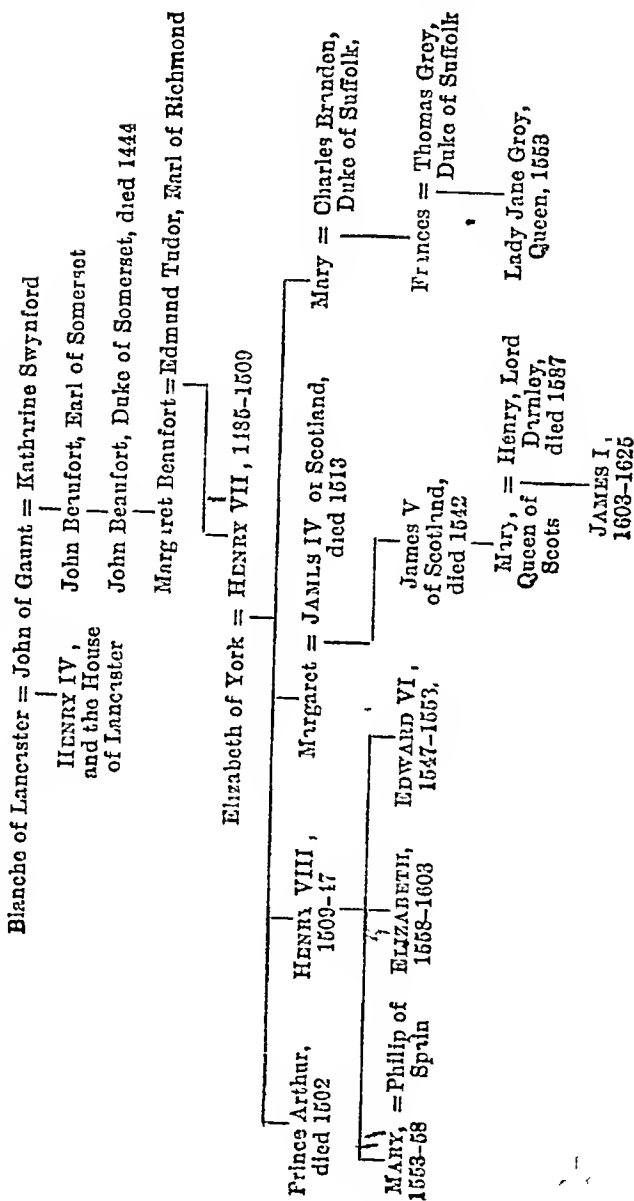 Blanche of Lancaster = John of Gaunt = Katharine Swynford
HENRY IV,
and the House
of Lancaster
John Beaufort, Earl of Somerset
John Beaufort, Duke of Somerset, died 1444
Margaret Beaufort = Edmund Tudor, Earl of Richmond
Elizabeth of York = HENRY VII, 1185-1509
Prince Arthur,
died 1502
HENRY VIII,
1509-47
Margaret = JAMES IV of Scotland,
died 1513
Mary = Charles Brandon,
Duke of Suffolk,
MARY, = Philip of
1553-58 Spain
ELIZABETH,
1558-1603
EDWARD VI,
1547-1553,
James V
of Scotland,
died 1542
Frances = Thomas Grey,
Duke of Suffolk
Mary, = Henry, Lord
Queen of Darnley,
Scots died 1587
Lady Jane Grey,
Queen, 1553
JAMES I,
1603-1625